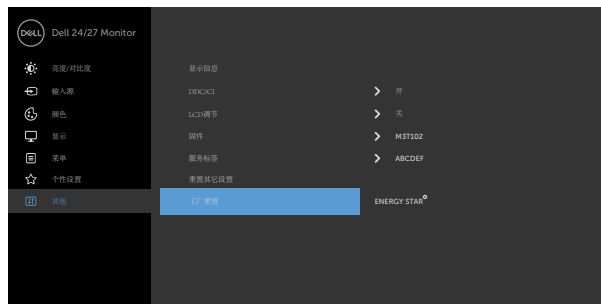 DELL Dell 24/27 Monitor
亮度/对比度 显示信息
输入源 DDC/CI 开
颜色 LCD调节 关
显示 固件 M3T102
菜单 服务标签 ABCDEF
个性设置 重置其它设置
其他 工厂重置 ENERGY STAR®